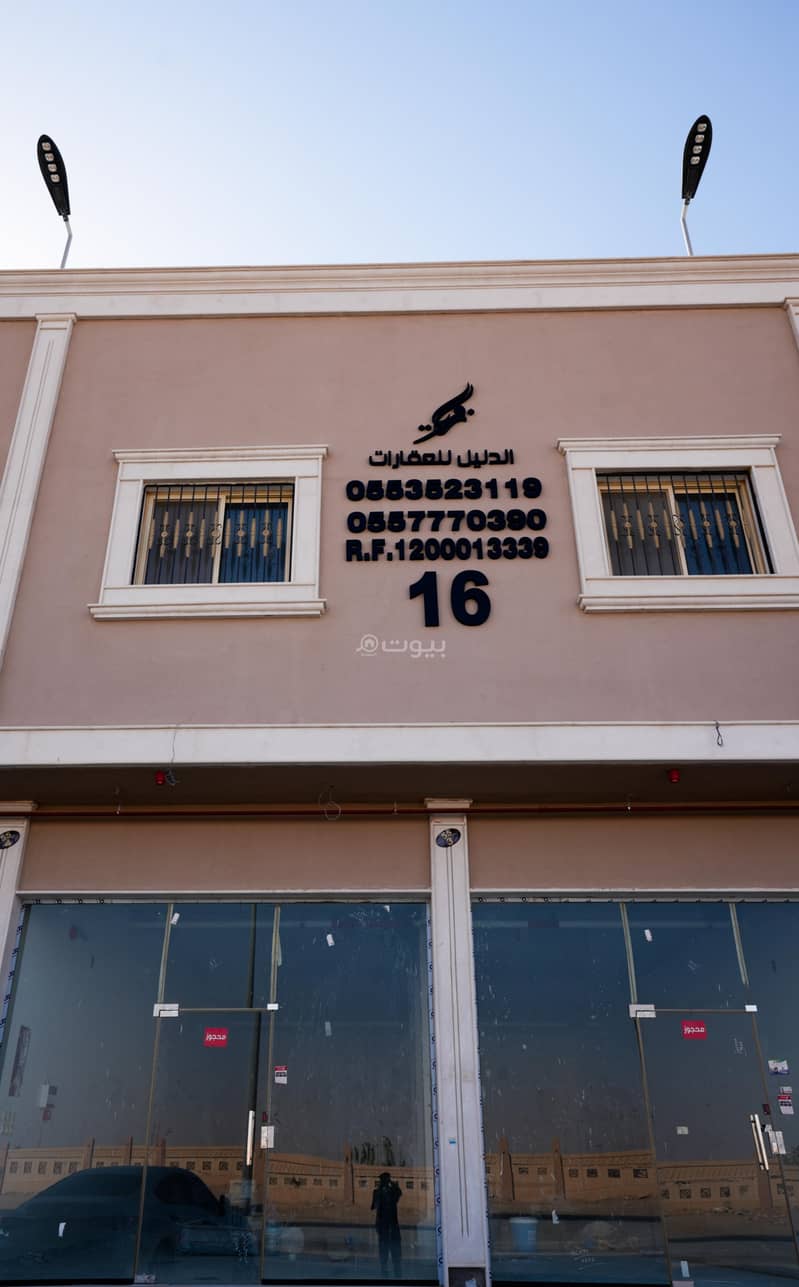 الدليل للعقارات
0553523119
0557770390
R.F.1200013339
16
بيوت
محجوز
محجوز